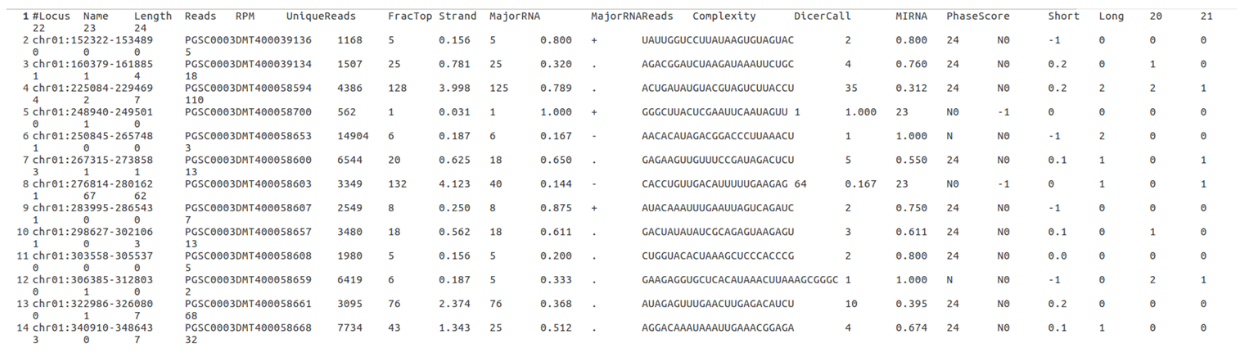 1 #Locus Name Length Reads RPM UniqueReads FracTop Strand MajorRNA MajorRNAReads Complexity DicerCall MIRNA PhaseScore Short Long 20 21
22 23 24
2 chr01:152322-153489 PGSC0003DMT400039136 1168 5 0.156 5 0.800 + UAUUGGUCCUUAUAAGUGUAGUAC 2 0.800 24 N0 -1 0 0 0
0 0 0 5
3 chr01:160379-161885 PGSC0003DMT400039134 1507 25 0.781 25 0.320 . AGACGGAUCUAAGAUAAAUUCUGC 4 0.760 24 N0 0.2 0 1 0
1 1 4 18
4 chr01:225084-229469 PGSC0003DMT400058594 4386 128 3.998 125 0.789 . ACUGAUAUGUACGUAGUCUUACCU 35 0.312 24 N0 0.2 2 2 1
4 2 7 110
5 chr01:248940-249501 PGSC0003DMT400058700 562 1 0.031 1 1.000 + GGGCUUACUCGAAUUCAAUAGUU 1 1.000 23 N0 -1 0 0 0
0 1 0
6 chr01:250845-265748 PGSC0003DMT400058653 14904 6 0.187 6 0.167 - AACACAUAGACGGACCCUUAAACU 1 1.000 N N0 -1 2 0 0
1 0 0 3
7 chr01:267315-273858 PGSC0003DMT400058600 6544 20 0.625 18 0.650 . GAGAAGUUGUUUCCGAUAGACUCU 5 0.550 24 N0 0.1 1 0 1
3 1 1 13
8 chr01:276814-280162 PGSC0003DMT400058603 3349 132 4.123 40 0.144 - CACCUGUUGACAUUUUUGAAGAG 64 0.167 23 N0 -1 0 1 0 1
1 67 62
9 chr01:283995-286543 PGSC0003DMT400058607 2549 8 0.250 8 0.875 + AUACAAAUUUGAAUUAGUCAGAUC 2 0.750 24 N0 -1 0 0 0
1 0 0 7
10 chr01:298627-302106 PGSC0003DMT400058657 3480 18 0.562 18 0.611 . GACUAUAUAUCGCAGAGUAAGAGU 3 0.611 24 N0 0.1 0 1 0
1 0 3 13
11 chr01:303558-305537 PGSC0003DMT400058608 1980 5 0.156 5 0.200 . CUGGUACACUAAAGCUCCCACCCG 2 0.800 24 N0 0.0 0 0 0
0 0 0 5
12 chr01:306385-312803 PGSC0003DMT400058659 6419 6 0.187 5 0.333 . GAAGAGGUGCUCACAUAAACUUAAAGCGGGC 1 1.000 N N0 -1 0 2 1
0 1 0 2
13 chr01:322986-326080 PGSC0003DMT400058661 3095 76 2.374 76 0.368 . AUAGAGUUUGAACUUGAGACAUCU 10 0.395 24 N0 0.2 0 0 0
0 1 7 68
14 chr01:340910-348643 PGSC0003DMT400058668 7734 43 1.343 25 0.512 . AGGACAAAUAAAUUGAAACGGAGA 4 0.674 24 N0 0.1 1 0 0
3 0 7 32